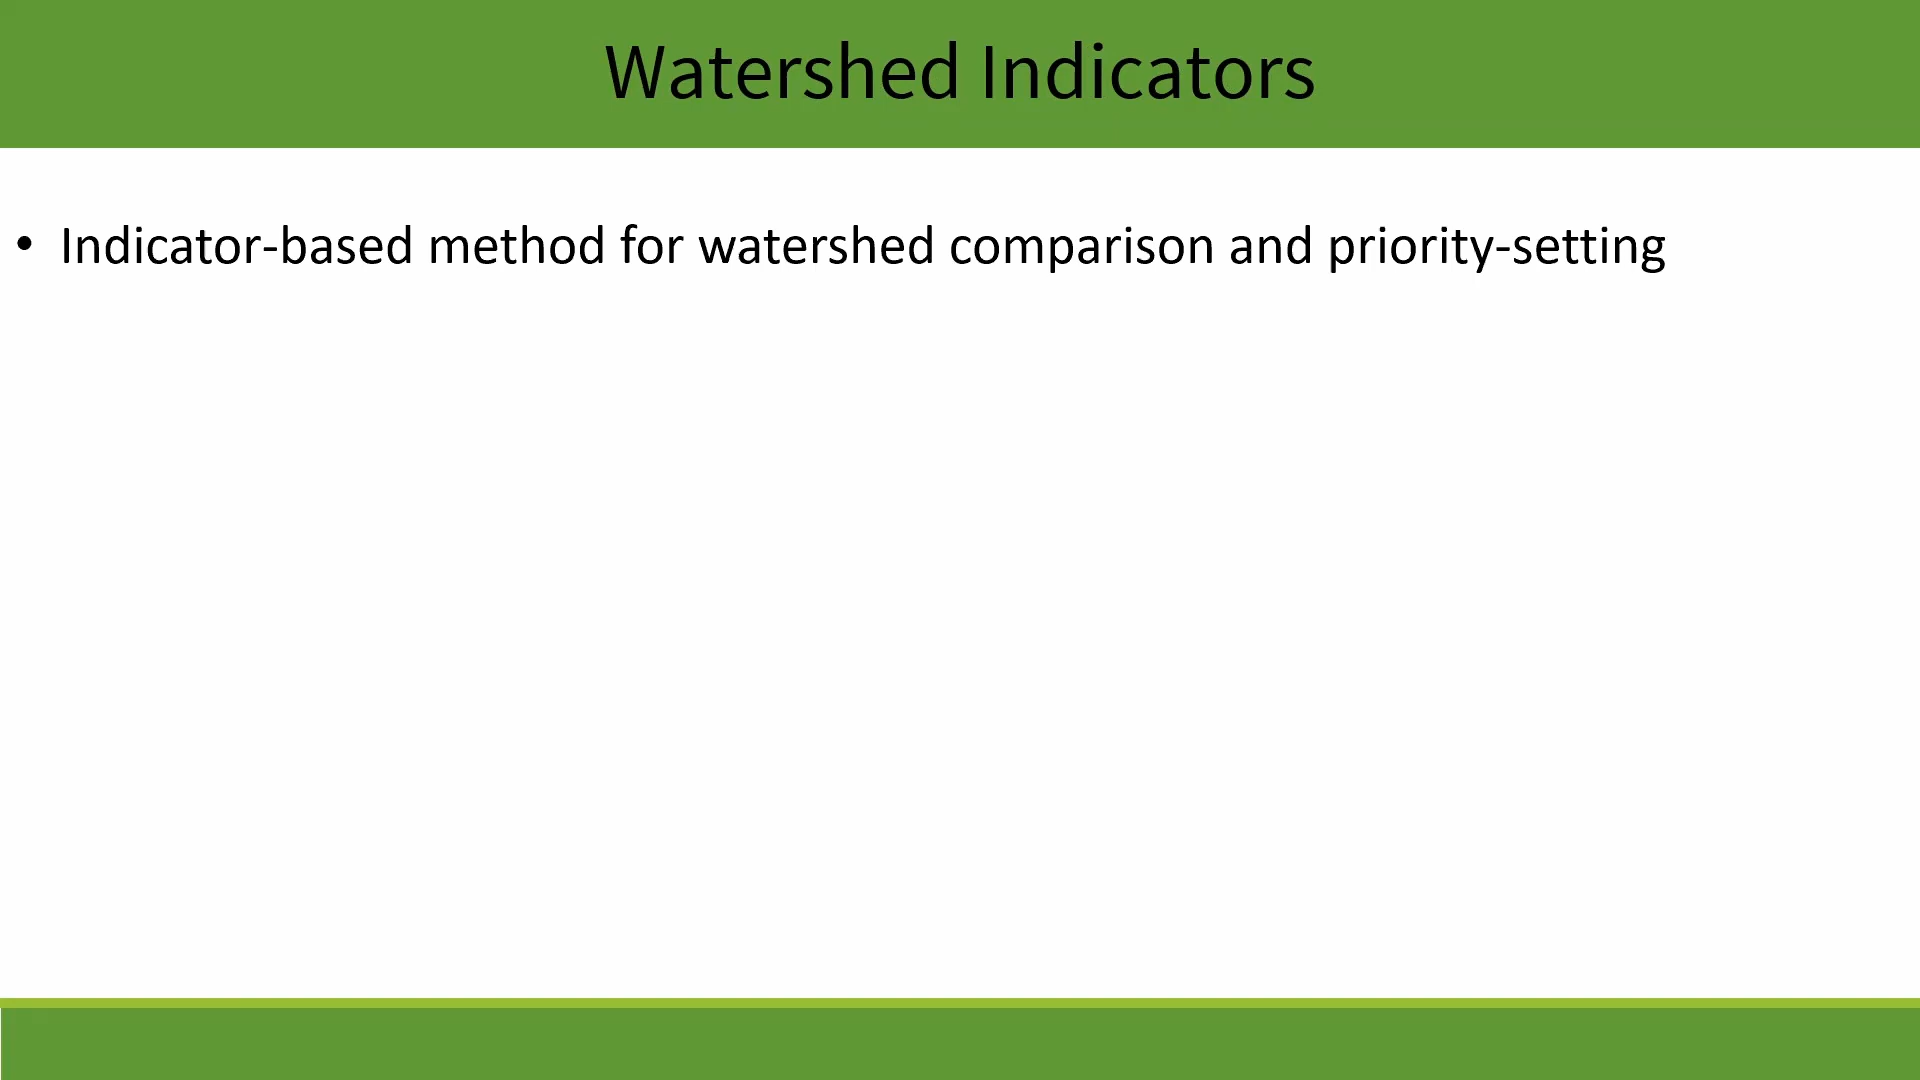 Watershed Indicators
• Indicator-based method for watershed comparison and priority-setting